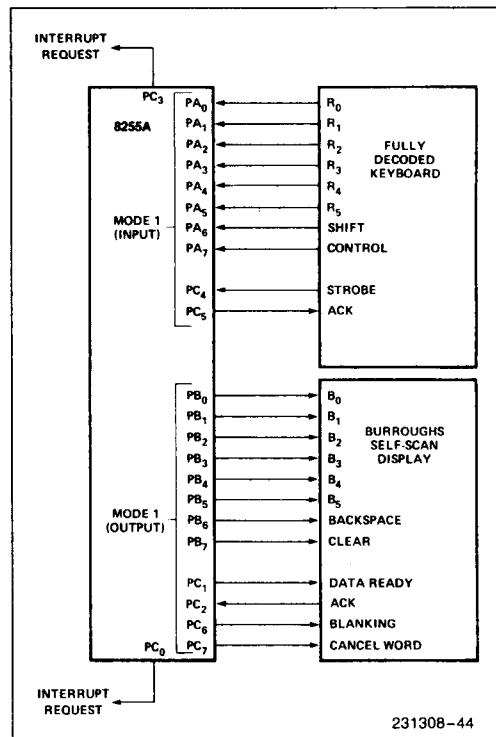 INTERRUPT
REQUEST
PC3
8255A
MODE 1
(INPUT)
PA0 R0
PA1 R1
PA2 R2
PA3 R3
PA4 R4
PA5 R5
PA6 SHIFT
PA7 CONTROL
PC4 STROBE
PC5 ACK
FULLY
DECODED
KEYBOARD
MODE 1
(OUTPUT)
PB0 B0
PB1 B1
PB2 B2
PB3 B3
PB4 B4
PB5 B5
PB6 BACKSPACE
PB7 CLEAR
PC1 DATA READY
PC2 ACK
PC6 BLANKING
PC7 CANCEL WORD
BURROUGHS
SELF-SCAN
DISPLAY
PC0
INTERRUPT
REQUEST
231308–44